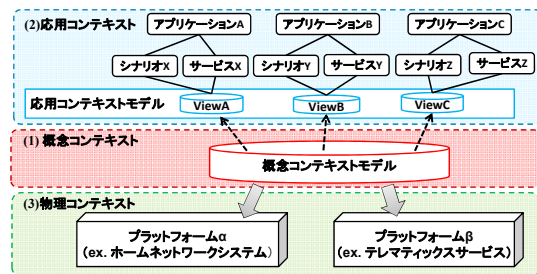 (2)応用コンテキスト
アプリケーションA
アプリケーションB
アプリケーションC
シナリオX
サービスX
シナリオY
サービスY
シナリオZ
サービスZ
応用コンテキストモデル
ViewA
ViewB
ViewC
(1) 概念コンテキスト
概念コンテキストモデル
(3)物理コンテキスト
プラットフォームα
(ex. ホームネットワークシステム)
プラットフォームβ
(ex. テレマティックスサービス)